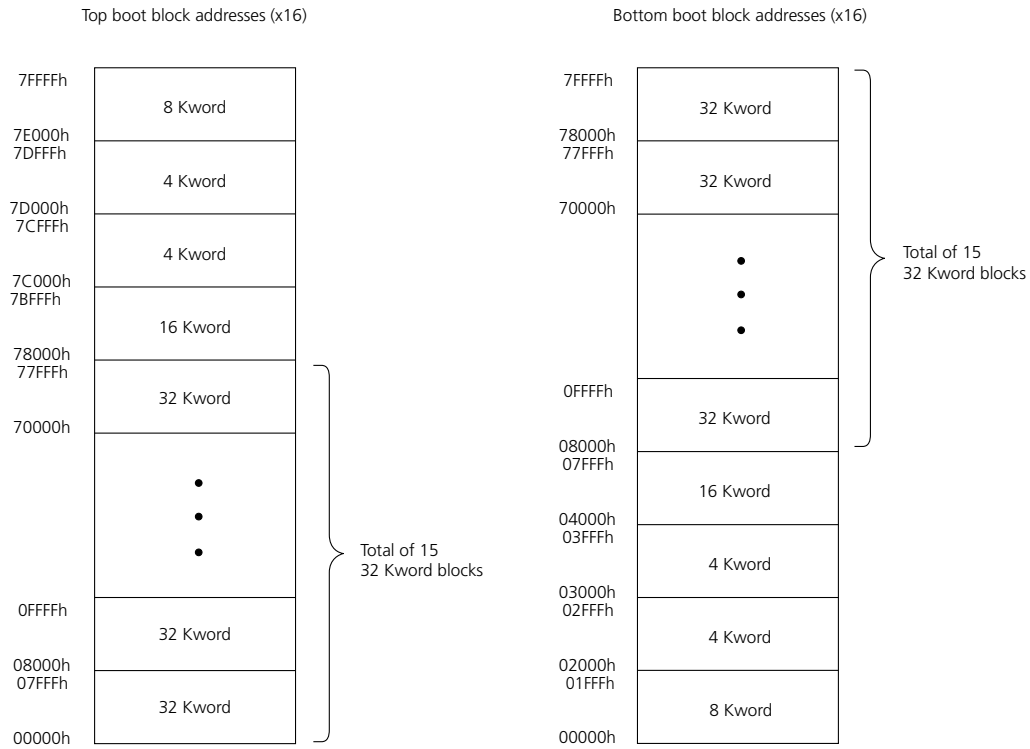 Top boot block addresses (x16)
7FFFFh
8 Kword
7E000h
7DFFFh
4 Kword
7D000h
7CFFFh
4 Kword
7C000h
7BFFFh
16 Kword
78000h
77FFFh
32 Kword
70000h
Total of 15
32 Kword blocks
0FFFFh
32 Kword
08000h
07FFFh
32 Kword
00000h
Bottom boot block addresses (x16)
7FFFFh
32 Kword
78000h
77FFFh
32 Kword
70000h
Total of 15
32 Kword blocks
0FFFFh
32 Kword
08000h
07FFFh
16 Kword
04000h
03FFFh
4 Kword
03000h
02FFFh
4 Kword
02000h
01FFFh
8 Kword
00000h